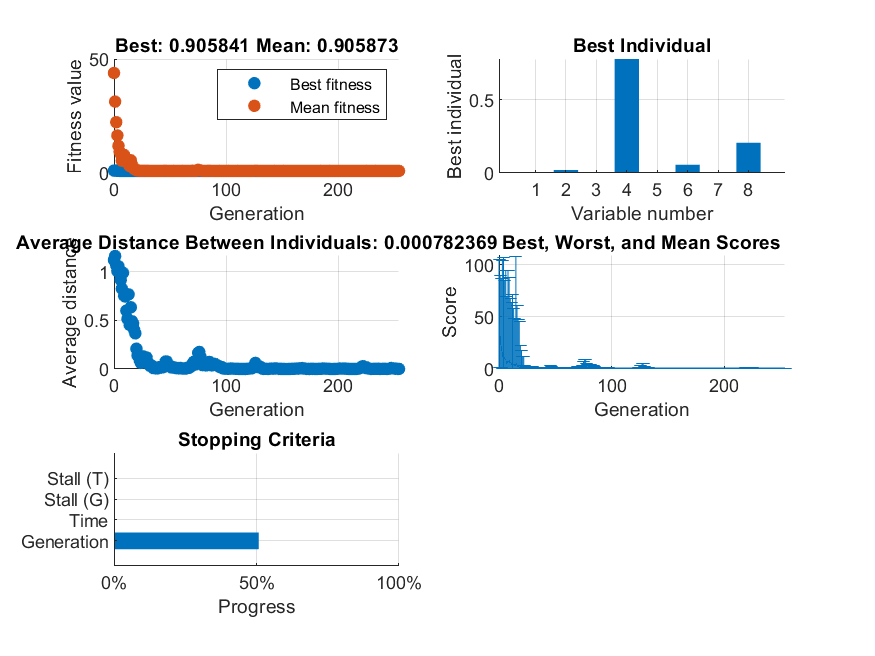 Best: 0.905841 Mean: 0.905873
Fitness value
50
0
Best fitness
Mean fitness
0 100 200
Generation
Best Individual
Best individual
0.5
0
1 2 3 4 5 6 7 8
Variable number
Average Distance Between Individuals: 0.000782369
Average distance
1
0.5
0
0 100 200
Generation
Best, Worst, and Mean Scores
Score
100
50
0
0 100 200
Generation
Stopping Criteria
Stall (T)
Stall (G)
Time
Generation
0% 50% 100%
Progress